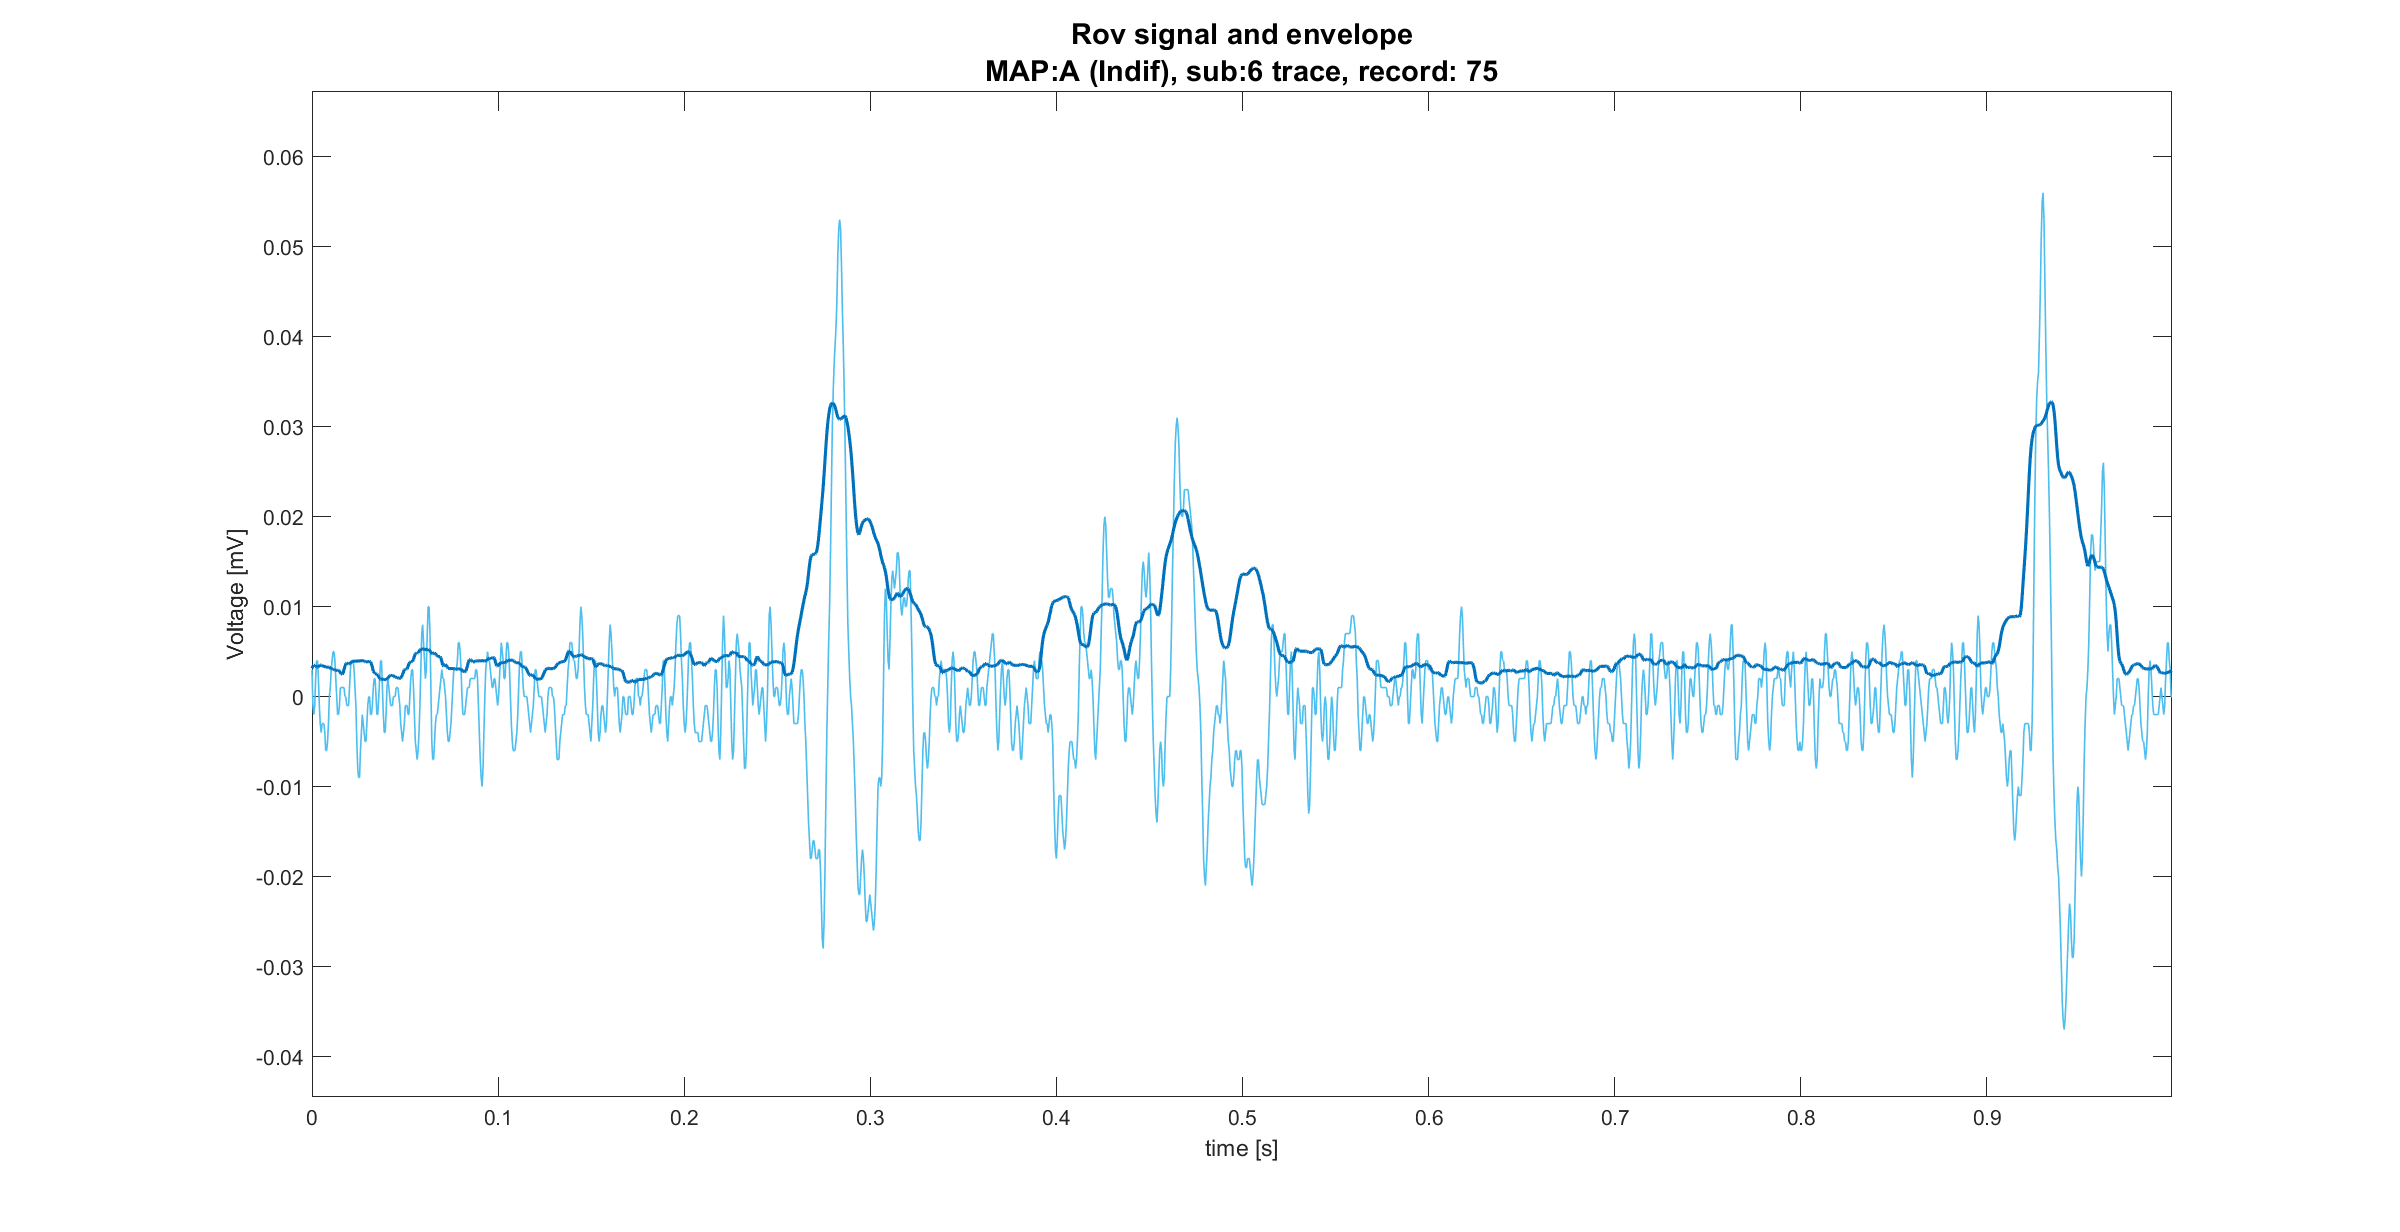 Rov signal and envelope
MAP:A (Indif), sub:6 trace, record: 75
0.06
0.05
0.04
0.03
0.02
0.01
0
-0.01
-0.02
-0.03
-0.04
Voltage [mV]
0 0.1 0.2 0.3 0.4 0.5 0.6 0.7 0.8 0.9
time [s]